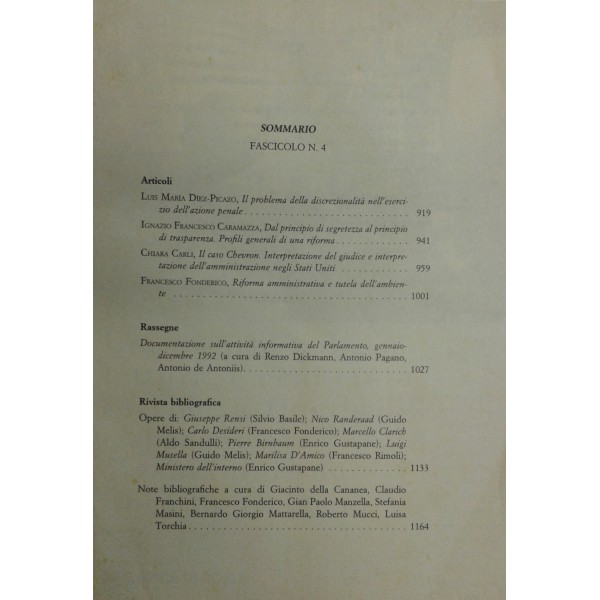 SOMMARIO
FASCICOLO N. 4
Articoli
LUIS MARÍA DÍEZ-PICAZO, Il problema della discrezionalità nell'eserci-
zio dell'azione penale . . . . . . . . . . . . . . . . . . . . . . . . . . . . 919
IGNAZIO FRANCESCO CARAMAZZA, Dal principio di segretezza al principio
di trasparenza. Profili generali di una riforma . . . . . . . . . . . . . 941
CHIARA CARLI, Il caso Chevron. Interpretazione del giudice e interpre-
tazione dell'amministrazione negli Stati Uniti . . . . . . . . . . . . 959
FRANCESCO FONDERICO, Riforma amministrativa e tutela dell'ambien-
te . . . . . . . . . . . . . . . . . . . . . . . . . . . . . . . . . . . . . . . 1001
Rassegne
Documentazione sull'attività informativa del Parlamento, gennaio-
dicembre 1992 (a cura di Renzo Dickmann, Antonio Pagano,
Antonio de Antoniis). . . . . . . . . . . . . . . . . . . . . . . . . . . 1027
Rivista bibliografica
Opere di: Giuseppe Rensi (Silvio Basile); Nico Randeraad (Guido
Melis); Carlo Desideri (Francesco Fonderico); Marcello Clarich
(Aldo Sandulli); Pierre Birnbaum (Enrico Gustapane); Luigi
Musella (Guido Melis); Marilisa D'Amico (Francesco Rimoli);
Ministero dell'interno (Enrico Gustapane) . . . . . . . . . . . . . . 1133
Note bibliografiche a cura di Giacinto della Cananea, Claudio
Franchini, Francesco Fonderico, Gian Paolo Manzella, Stefania
Masini, Bernardo Giorgio Mattarella, Roberto Mucci, Luisa
Torchia . . . . . . . . . . . . . . . . . . . . . . . . . . . . . . . . . . . 1164